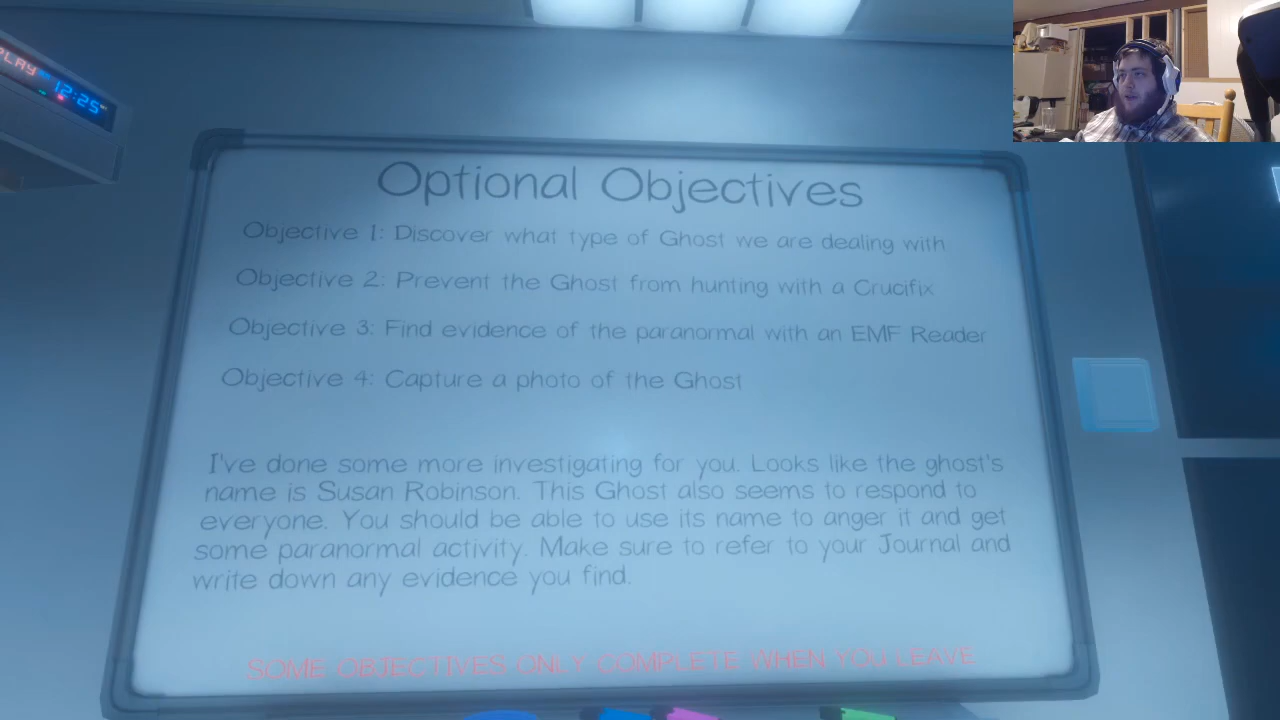 PLAY 12:25
Optional Objectives
Objective 1: Discover what type of Ghost we are dealing with
Objective 2: Prevent the Ghost from hunting with a Crucifix
Objective 3: Find evidence of the paranormal with an EMF Reader
Objective 4: Capture a photo of the Ghost
I've done some more investigating for you. Looks like the ghost's
name is Susan Robinson. This Ghost also seems to respond to
everyone. You should be able to use its name to anger it and get
some paranormal activity. Make sure to refer to your Journal and
write down any evidence you find.
SOME OBJECTIVES ONLY COMPLETE WHEN YOU LEAVE